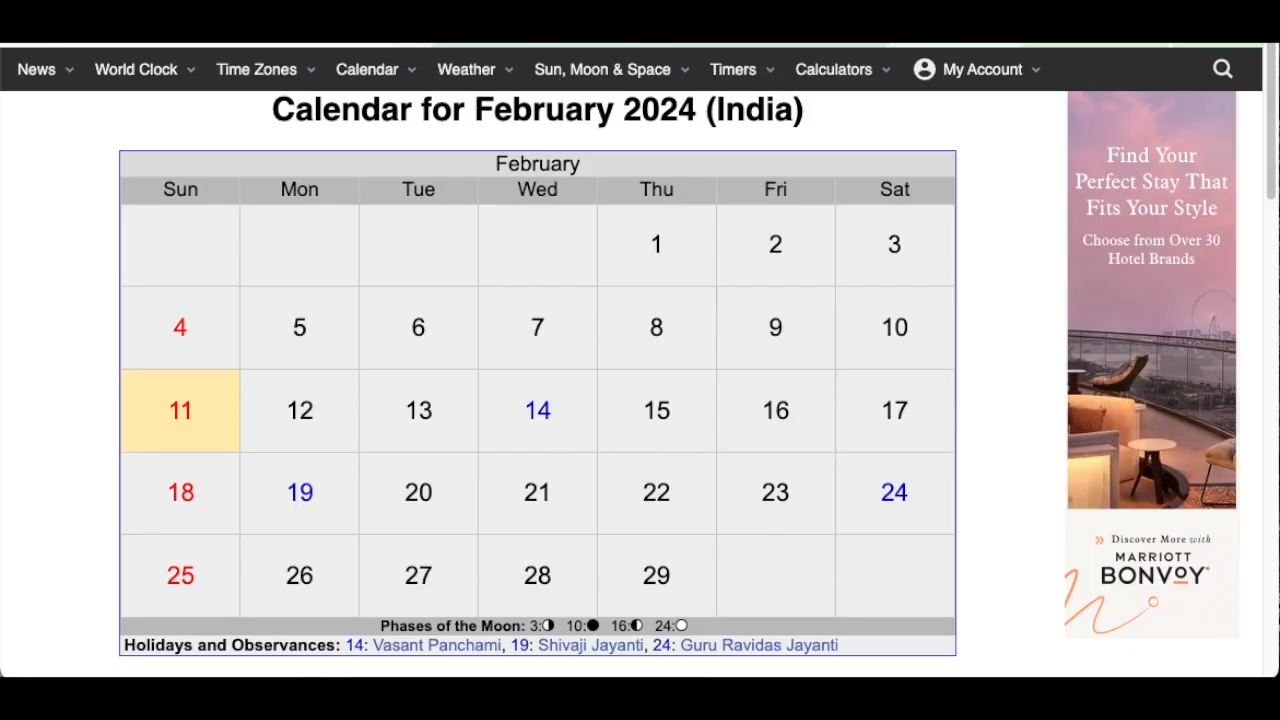 News World Clock Time Zones Calendar Weather Sun, Moon & Space Timers Calculators My Account
Calendar for February 2024 (India)
February
Sun Mon Tue Wed Thu Fri Sat
1 2 3
4 5 6 7 8 9 10
11 12 13 14 15 16 17
18 19 20 21 22 23 24
25 26 27 28 29
Phases of the Moon: 3: 10: 16: 24:
Holidays and Observances: 14: Vasant Panchami, 19: Shivaji Jayanti, 24: Guru Ravidas Jayanti
Find Your
Perfect Stay That
Fits Your Style
Choose from Over 30
Hotel Brands
Discover More with
MARRIOTT
BONVOY